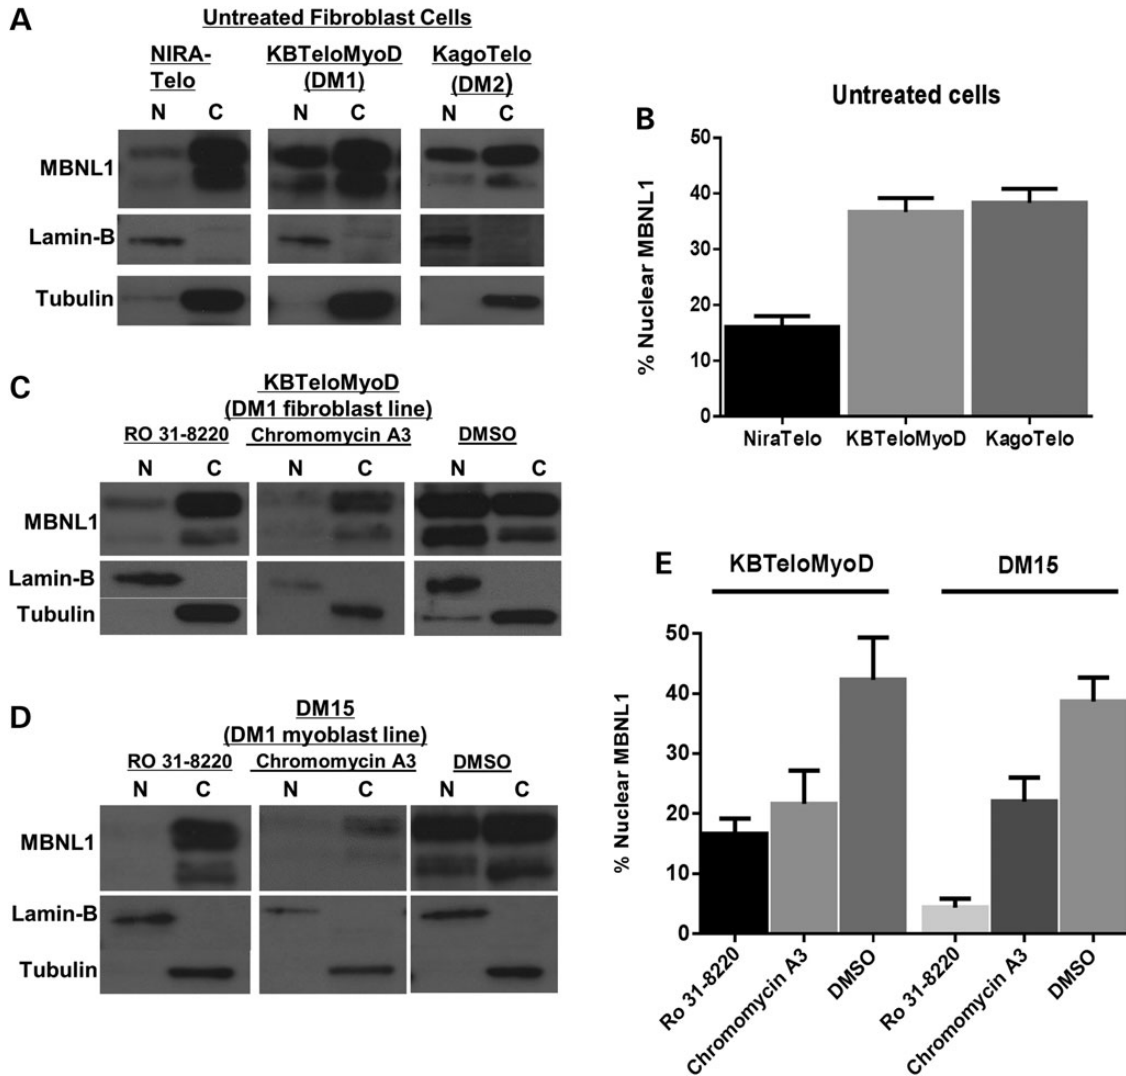 A
Untreated Fibroblast Cells
NIRA-
Telo
KBTeloMyoD
(DM1)
KagoTelo
(DM2)
N C N C N C
MBNL1
Lamin-B
Tubulin
B
Untreated cells
% Nuclear MBNL1
50
40
30
20
10
0
NiraTelo KBTeloMyoD KagoTelo
C
KBTeloMyoD
(DM1 fibroblast line)
RO 31-8220 Chromomycin A3 DMSO
N C N C N C
MBNL1
Lamin-B
Tubulin
D
DM15
(DM1 myoblast line)
RO 31-8220 Chromomycin A3 DMSO
N C N C N C
MBNL1
Lamin-B
Tubulin
E
KBTeloMyoD DM15
% Nuclear MBNL1
50
40
30
20
10
0
Ro 31-8220
Chromomycin A3
DMSO
Ro 31-8220
Chromomycin A3
DMSO